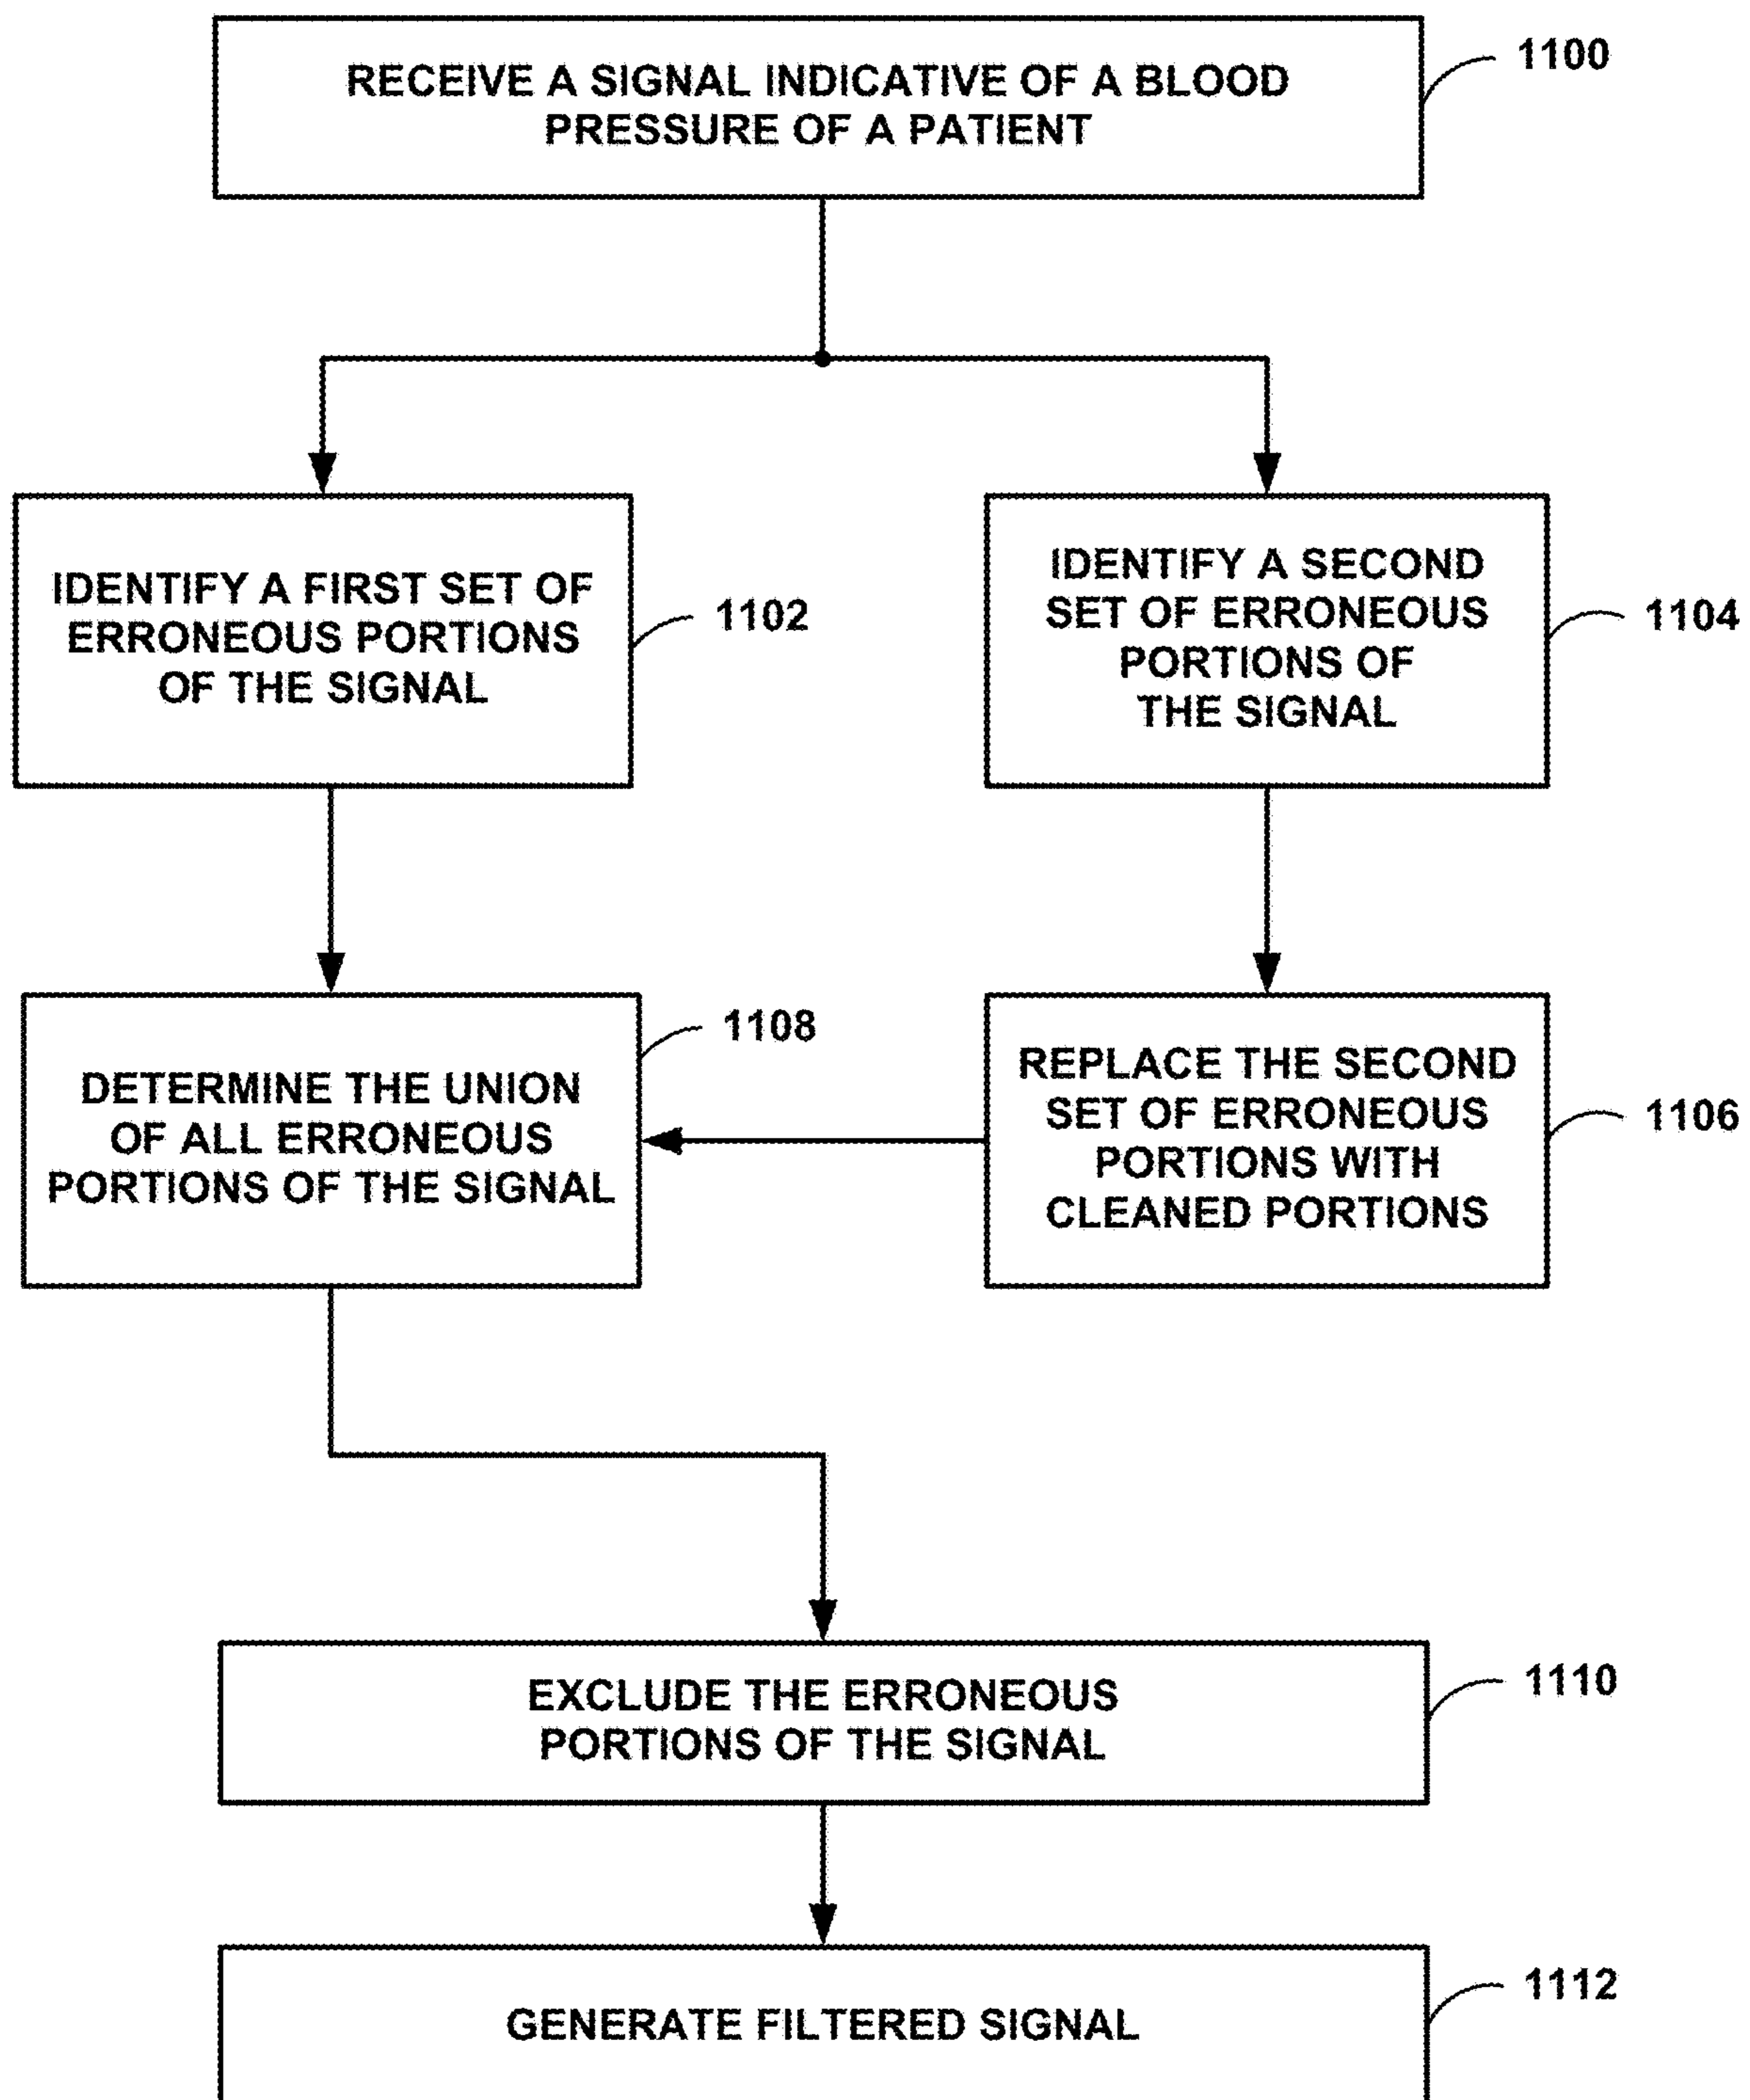 RECEIVE A SIGNAL INDICATIVE OF A BLOOD
PRESSURE OF A PATIENT
1100
IDENTIFY A FIRST SET OF
ERRONEOUS PORTIONS
OF THE SIGNAL
1102
IDENTIFY A SECOND
SET OF ERRONEOUS
PORTIONS OF
THE SIGNAL
1104
DETERMINE THE UNION
OF ALL ERRONEOUS
PORTIONS OF THE SIGNAL
1108
REPLACE THE SECOND
SET OF ERRONEOUS
PORTIONS WITH
CLEANED PORTIONS
1106
EXCLUDE THE ERRONEOUS
PORTIONS OF THE SIGNAL
1110
GENERATE FILTERED SIGNAL
1112